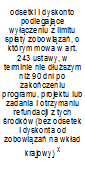 odsetki i dyskonto
podlegające
wyłączeniu z limitu
spłaty zobowiązań, o
którym mowa w art.
243 ustawy, w
terminie nie dłuższym
niż 90 dni po
zakończeniu
programu, projektu lub
zadania i otrzymaniu
refundacji z tych
środków (bez odsetek
i dyskonta od
zobowiązań na wkład
krajowy) x